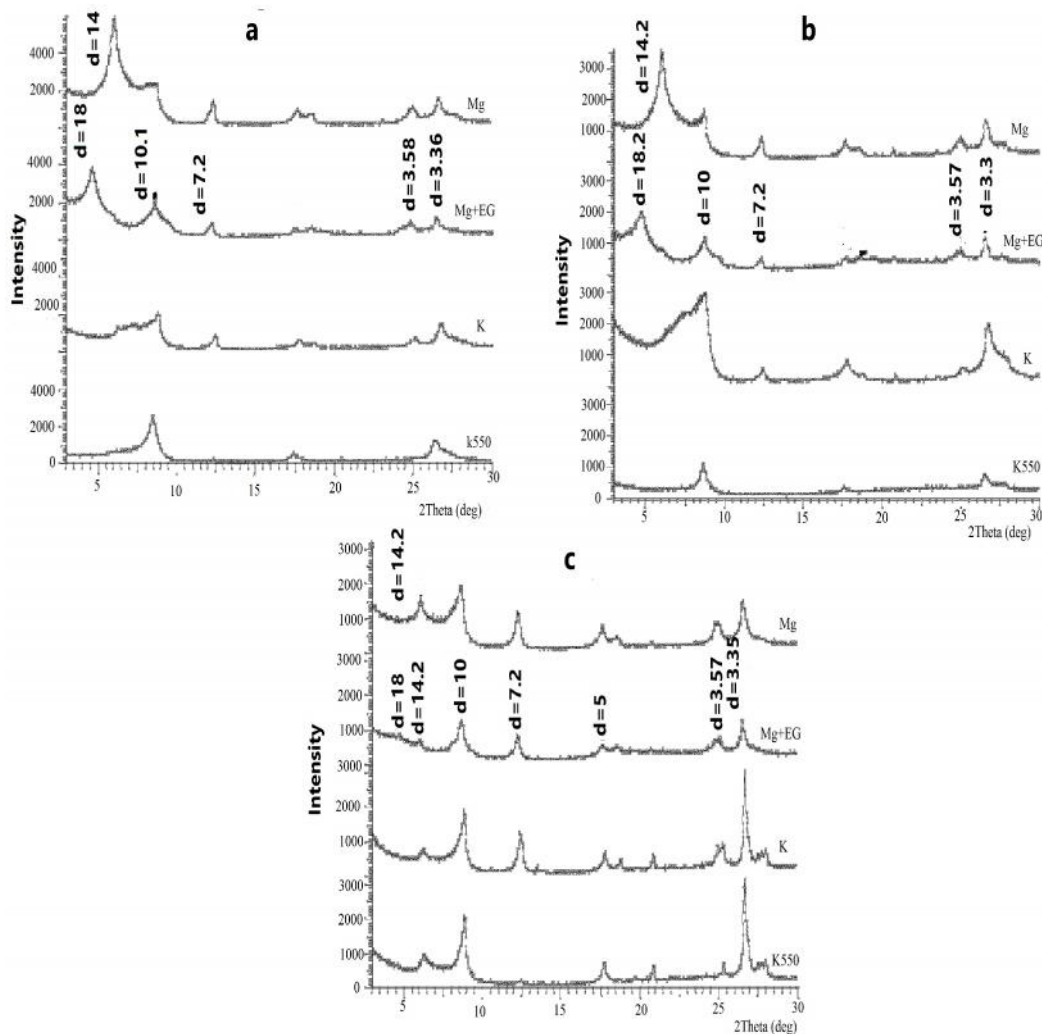 a
Intensity
4000
2000
d=14
Mg
4000
2000
0
d=18
d=10.1
d=7.2
d=3.58
d=3.36
Mg+EG
4000
2000
K
4000
2000
0
k550
5
10
15
20
25
30
2Theta (deg)
b
Intensity
3000
2000
1000
d=14.2
Mg
3000
2000
1000
d=18.2
d=10
d=7.2
d=3.57
d=3.3
Mg+EG
3000
2000
1000
K
3000
2000
1000
0
K550
5
10
15
20
25
30
2Theta (deg)
c
Intensity
3000
2000
1000
d=14.2
Mg
3000
2000
1000
d=18
d=14.2
d=10
d=7.2
d=5
d=3.57
d=3.35
Mg+EG
3000
2000
1000
K
3000
2000
1000
0
K550
5
10
15
20
25
30
2Theta (deg)